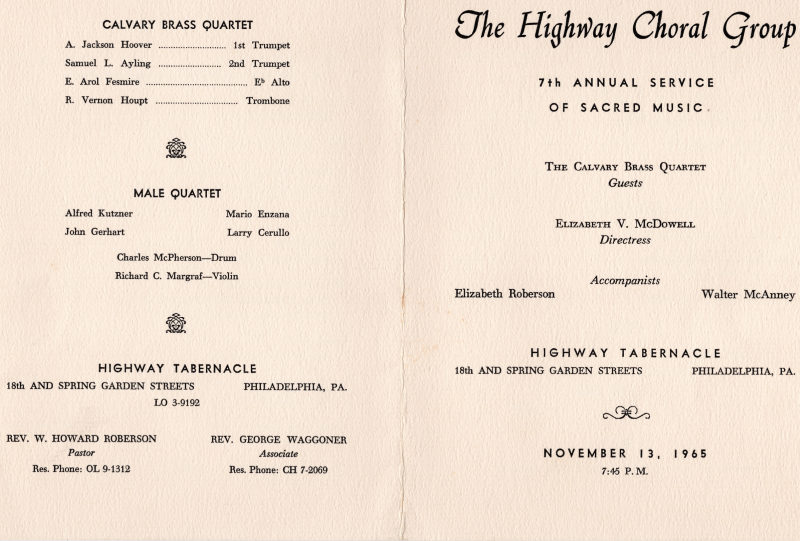 CALVARY BRASS QUARTET
A. Jackson Hoover .......................... 1st Trumpet
Samuel L. Ayling ........................ 2nd Trumpet
E. Arol Fesmire ...................................... Eb Alto
R. Vernon Houpt ............................... Trombone
MALE QUARTET
Alfred Kutzner Mario Enzana
John Gerhart Larry Cerullo
Charles McPherson—Drum
Richard C. Margraf—Violin
HIGHWAY TABERNACLE
18th AND SPRING GARDEN STREETS PHILADELPHIA, PA.
LO 3-9192
REV. W. HOWARD ROBERSON REV. GEORGE WAGGONER
Pastor Associate
Res. Phone: OL 9-1312 Res. Phone: CH 7-2069
The Highway Choral Group
7th ANNUAL SERVICE
OF SACRED MUSIC
THE CALVARY BRASS QUARTET
Guests
ELIZABETH V. MCDOWELL
Directress
Accompanists
Elizabeth Roberson Walter McAnney
HIGHWAY TABERNACLE
18th AND SPRING GARDEN STREETS PHILADELPHIA, PA.
NOVEMBER 13, 1965
7:45 P. M.